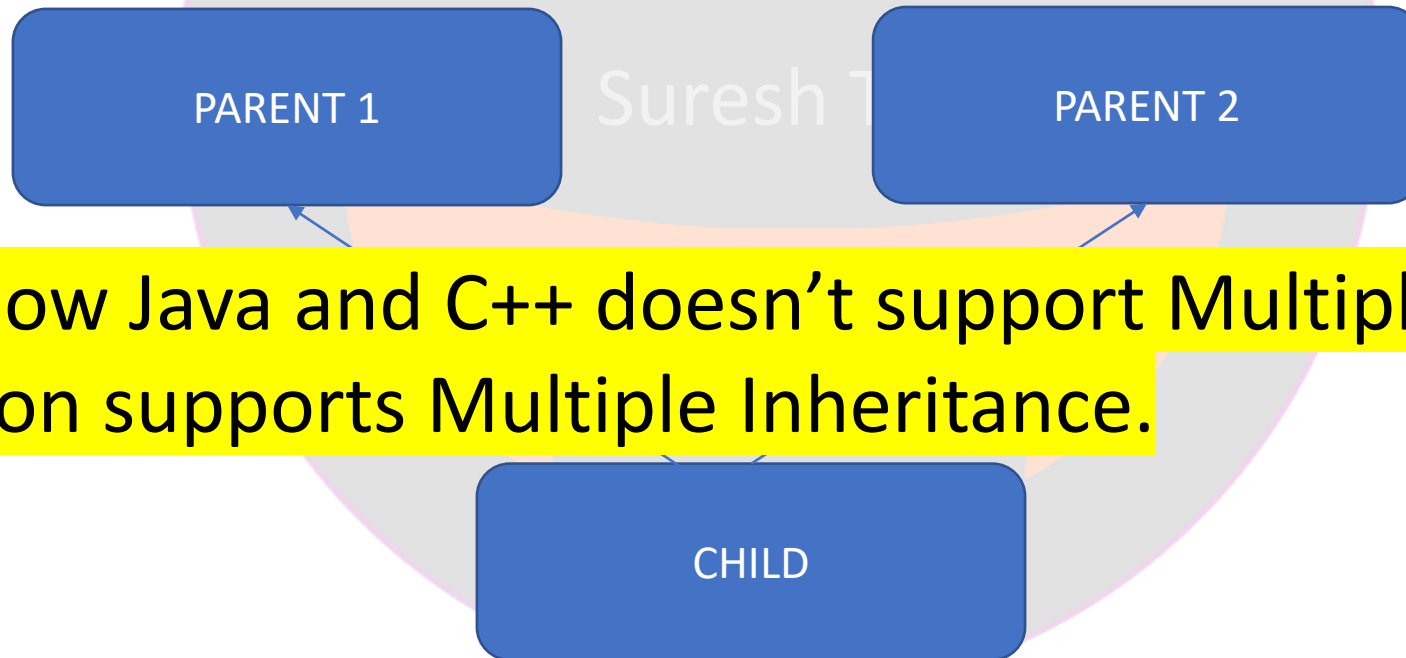 PARENT 1
Suresh
PARENT 2
ow Java and C++ doesn’t support Multipl
on supports Multiple Inheritance.
CHILD